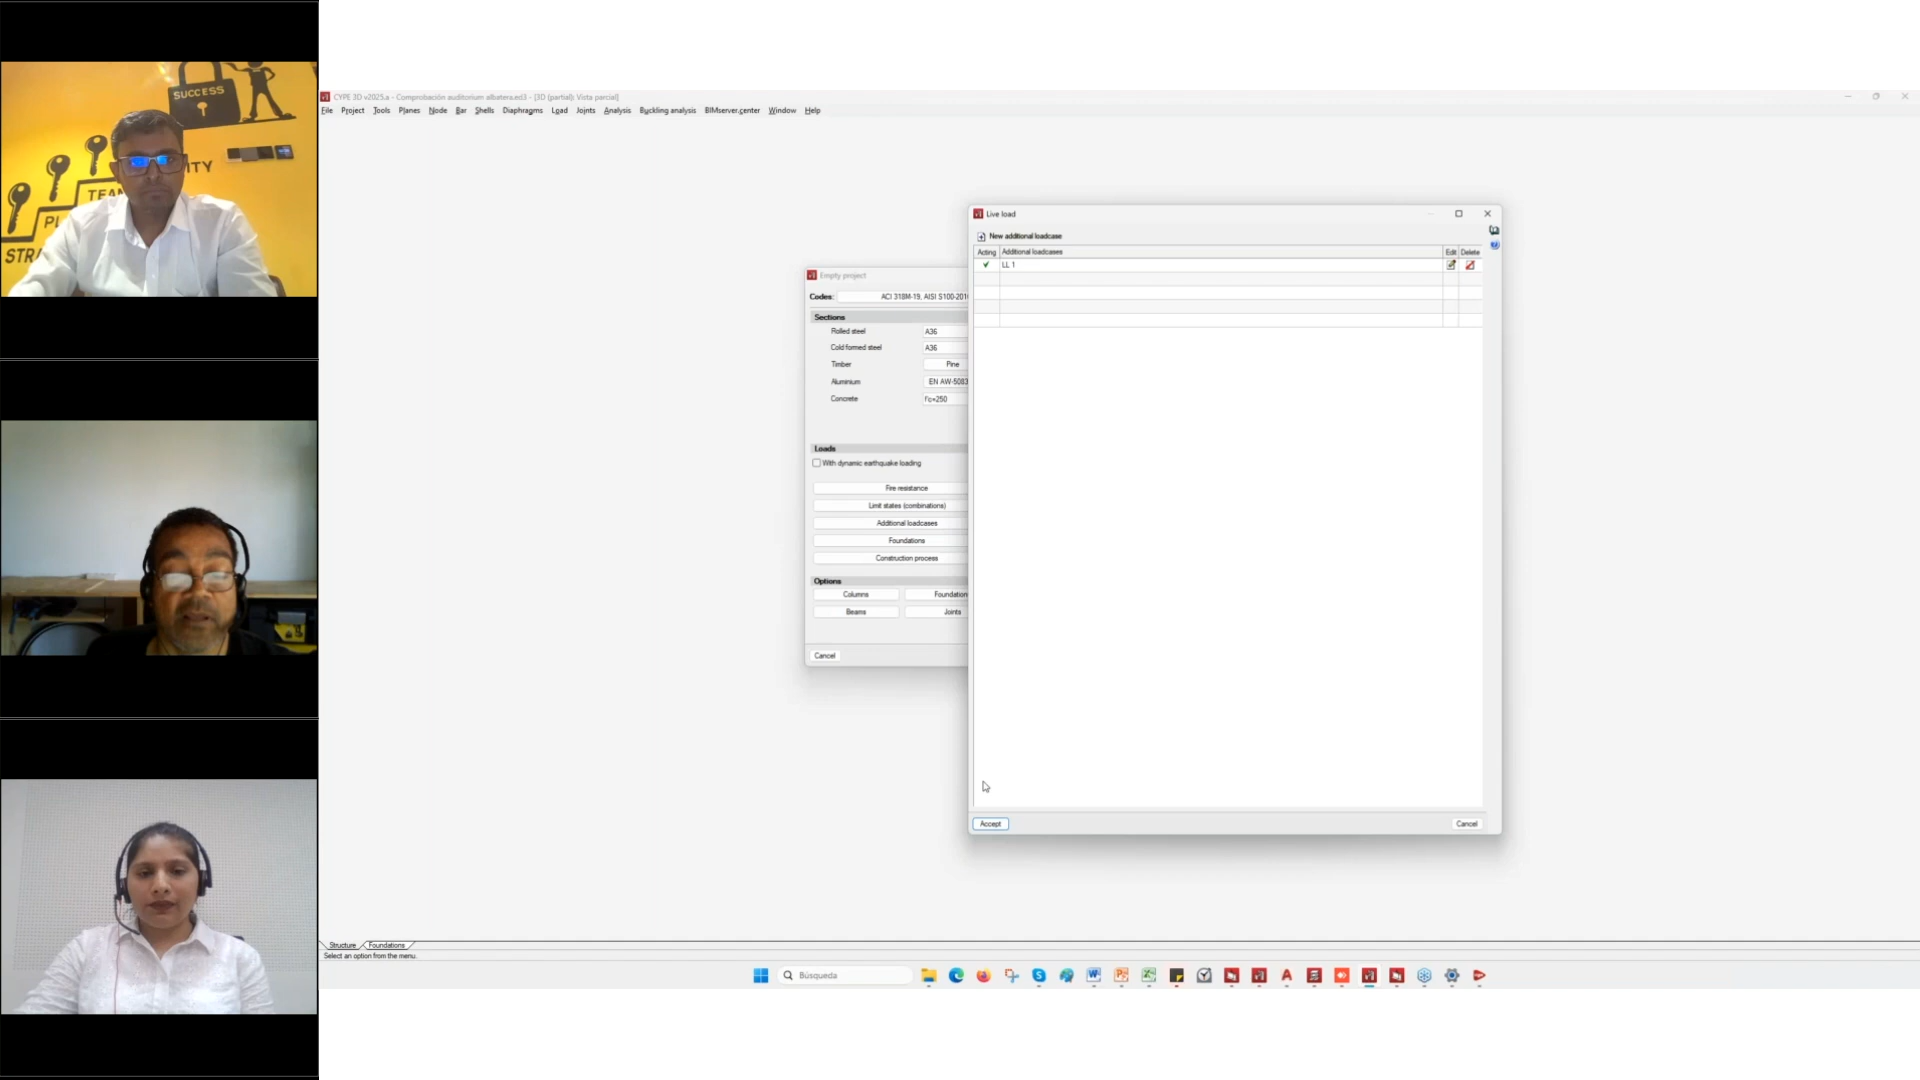 SUCCESS
ITY
TEA
PL
STRA
CYPE 3D v2025.a - Comprobación auditorium albatera.ed3 - [3D (partial): Vista parcial]
File Project Tools Planes Node Bar Shells Diaphragms Load Joints Analysis Buckling analysis BIMserver.center Window Help
Live load
New additional loadcase
Acting Additional loadcases Edit Delete
LL 1
Empty project
Codes: ACI 318M-19, AISI S100-201
Sections
Rolled steel A36
Cold formed steel A36
Timber Pine
Aluminium EN AW-5083
Concrete f'c=250
Loads
With dynamic earthquake loading
Fire resistance
Limit states (combinations)
Additional loadcases
Foundations
Construction process
Options
Columns Foundation
Beams Joints
Cancel
Accept Cancel
Structure Foundations
Select an option from the menu.
Búsqueda